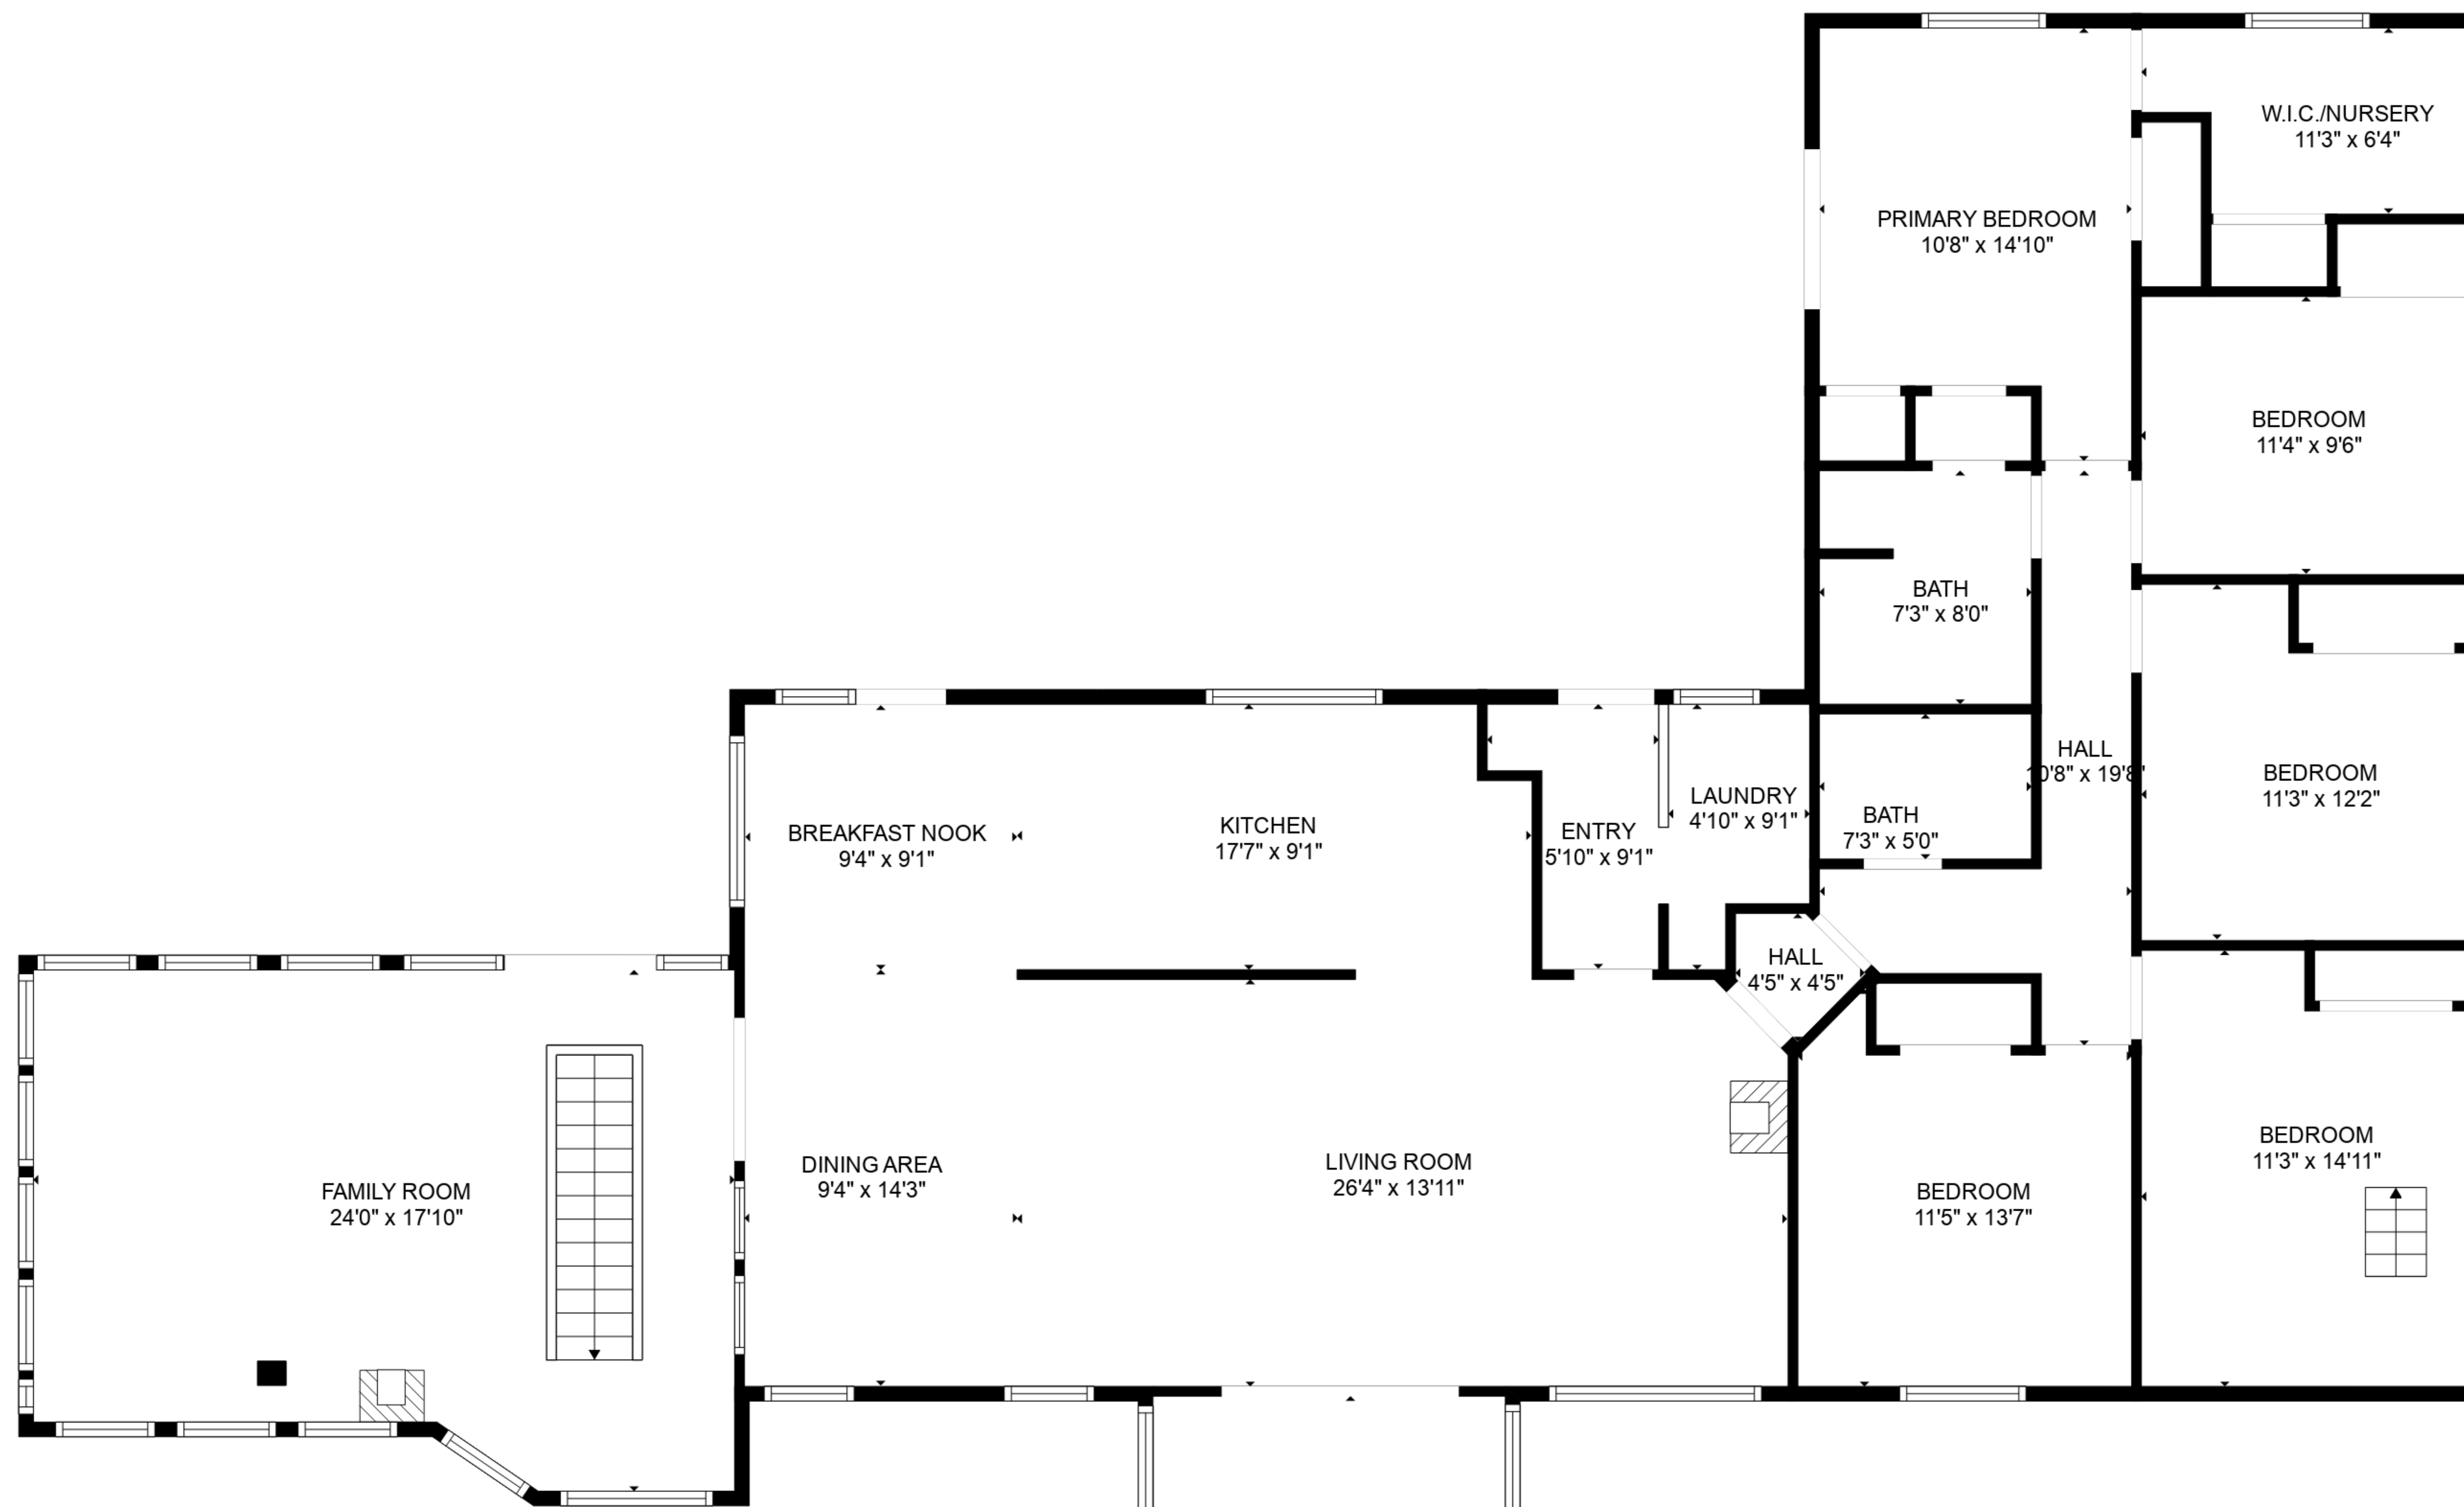 W.I.C./NURSERY
11'3" x 6'4"
PRIMARY BEDROOM
10'8" x 14'10"
BEDROOM
11'4" x 9'6"
BATH
7'3" x 8'0"
HALL
10'8" x 19'8"
BEDROOM
11'3" x 12'2"
LAUNDRY
4'10" x 9'1"
BATH
7'3" x 5'0"
ENTRY
5'10" x 9'1"
KITCHEN
17'7" x 9'1"
BREAKFAST NOOK
9'4" x 9'1"
HALL
4'5" x 4'5"
BEDROOM
11'3" x 14'11"
LIVING ROOM
26'4" x 13'11"
DINING AREA
9'4" x 14'3"
FAMILY ROOM
24'0" x 17'10"
BEDROOM
11'5" x 13'7"